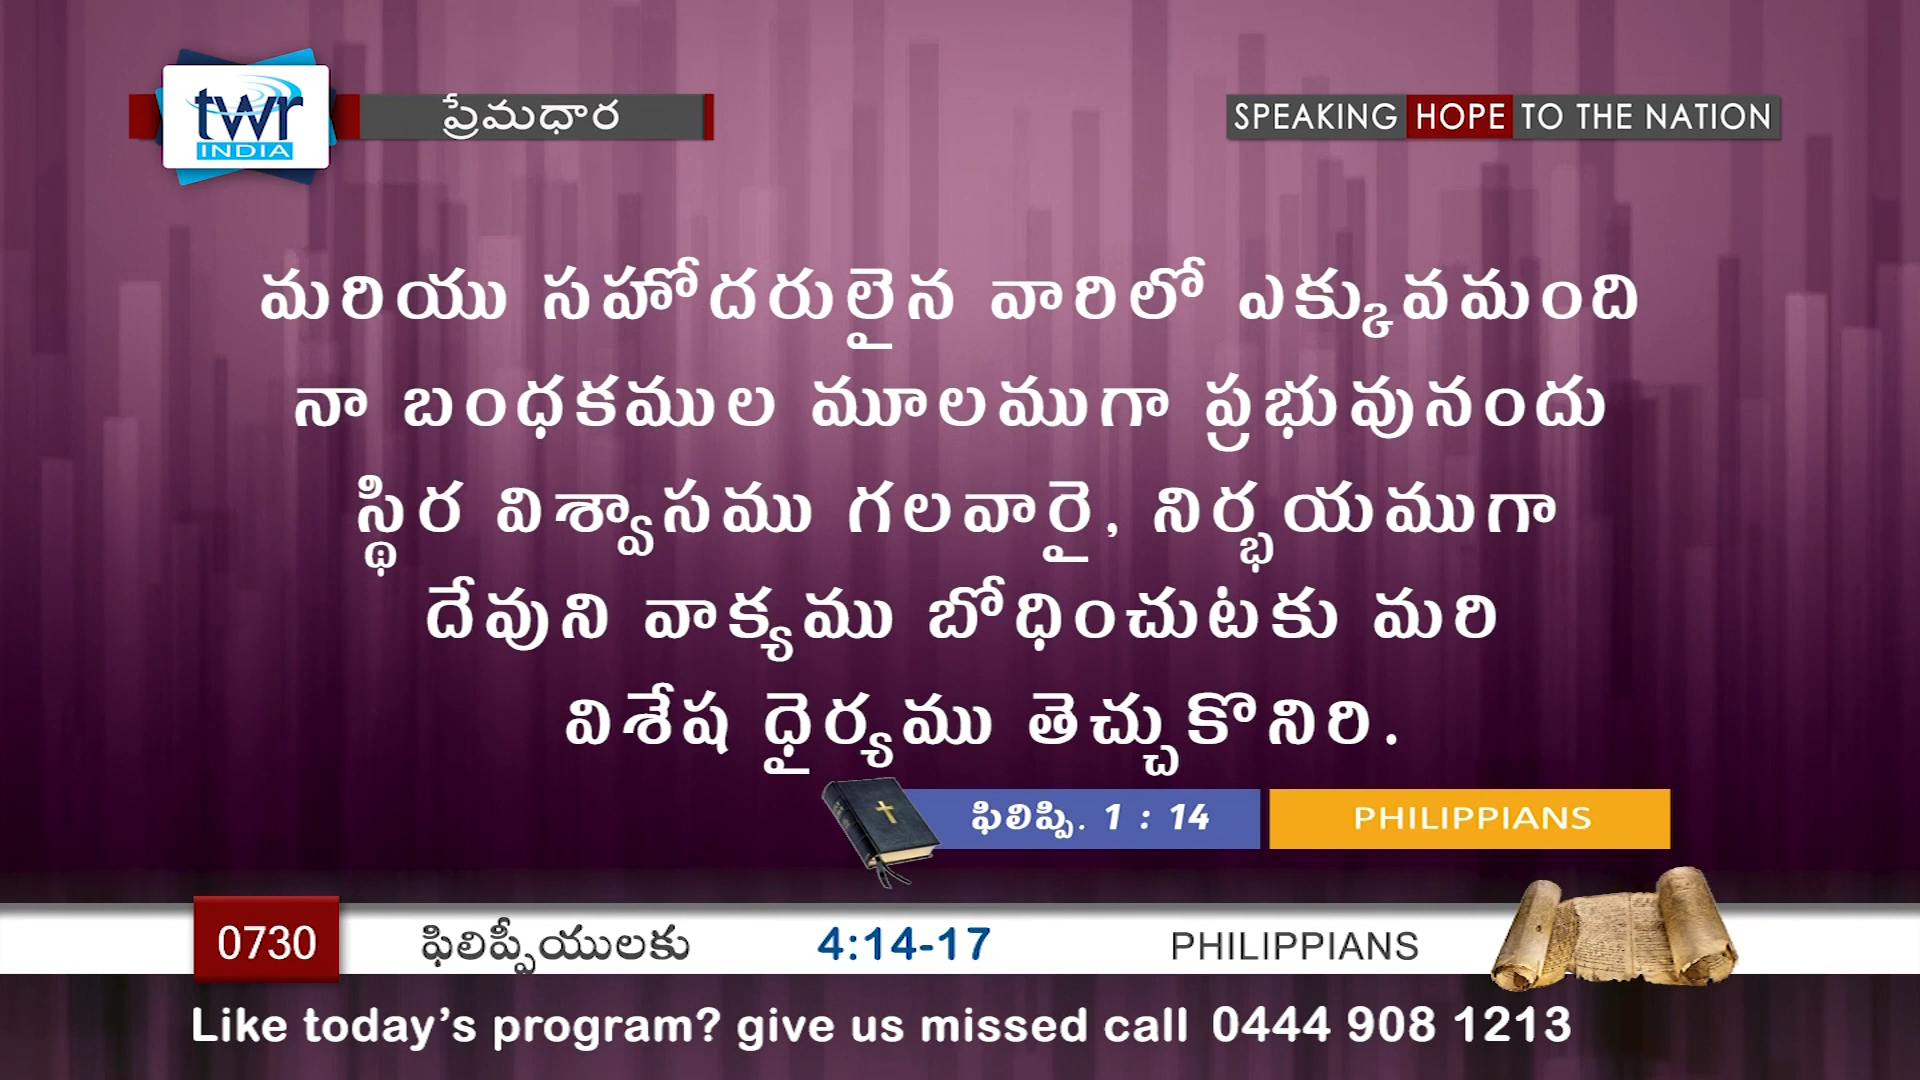 twr
INDIA
ప్రేమధార
SPEAKING HOPE TO THE NATION
మరియు సహోదరులైన వారిలో ఎక్కువమంది
నా బంధకముల మూలముగా ప్రభువునందు
స్థిర విశ్వాసము గలవారై, నిర్భయముగా
దేవుని వాక్యము బోధించుటకు మరి
విశేష ధైర్యము తెచ్చుకొనిరి.
ఫిలిప్పి. 1 : 14
PHILIPPIANS
0730
ఫిలిప్పీయులకు
4:14-17
PHILIPPIANS
Like today’s program? give us missed call 0444 908 1213